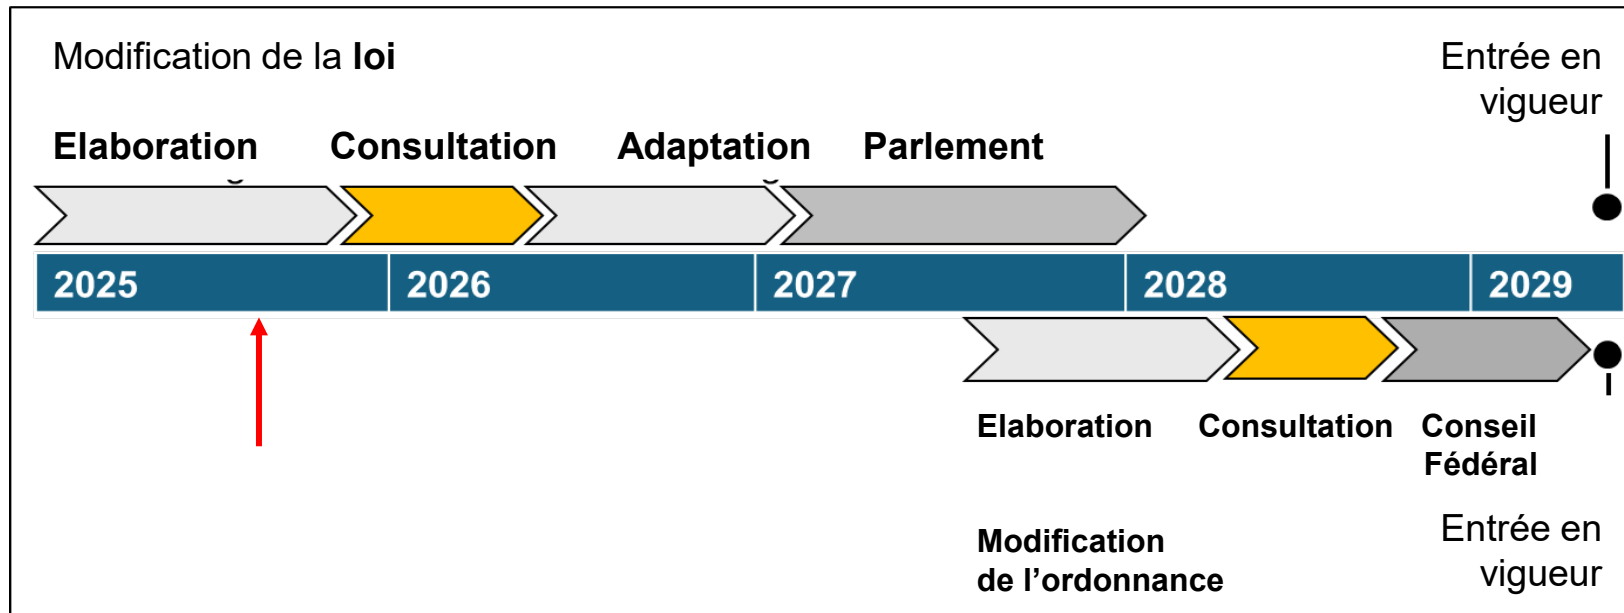 Modification de la loi
Entrée en
vigueur
Elaboration
Consultation
Adaptation
Parlement
2025
2026
2027
2028
2029
Elaboration
Consultation
Conseil
Fédéral
Modification
de l’ordonnance
Entrée en
vigueur